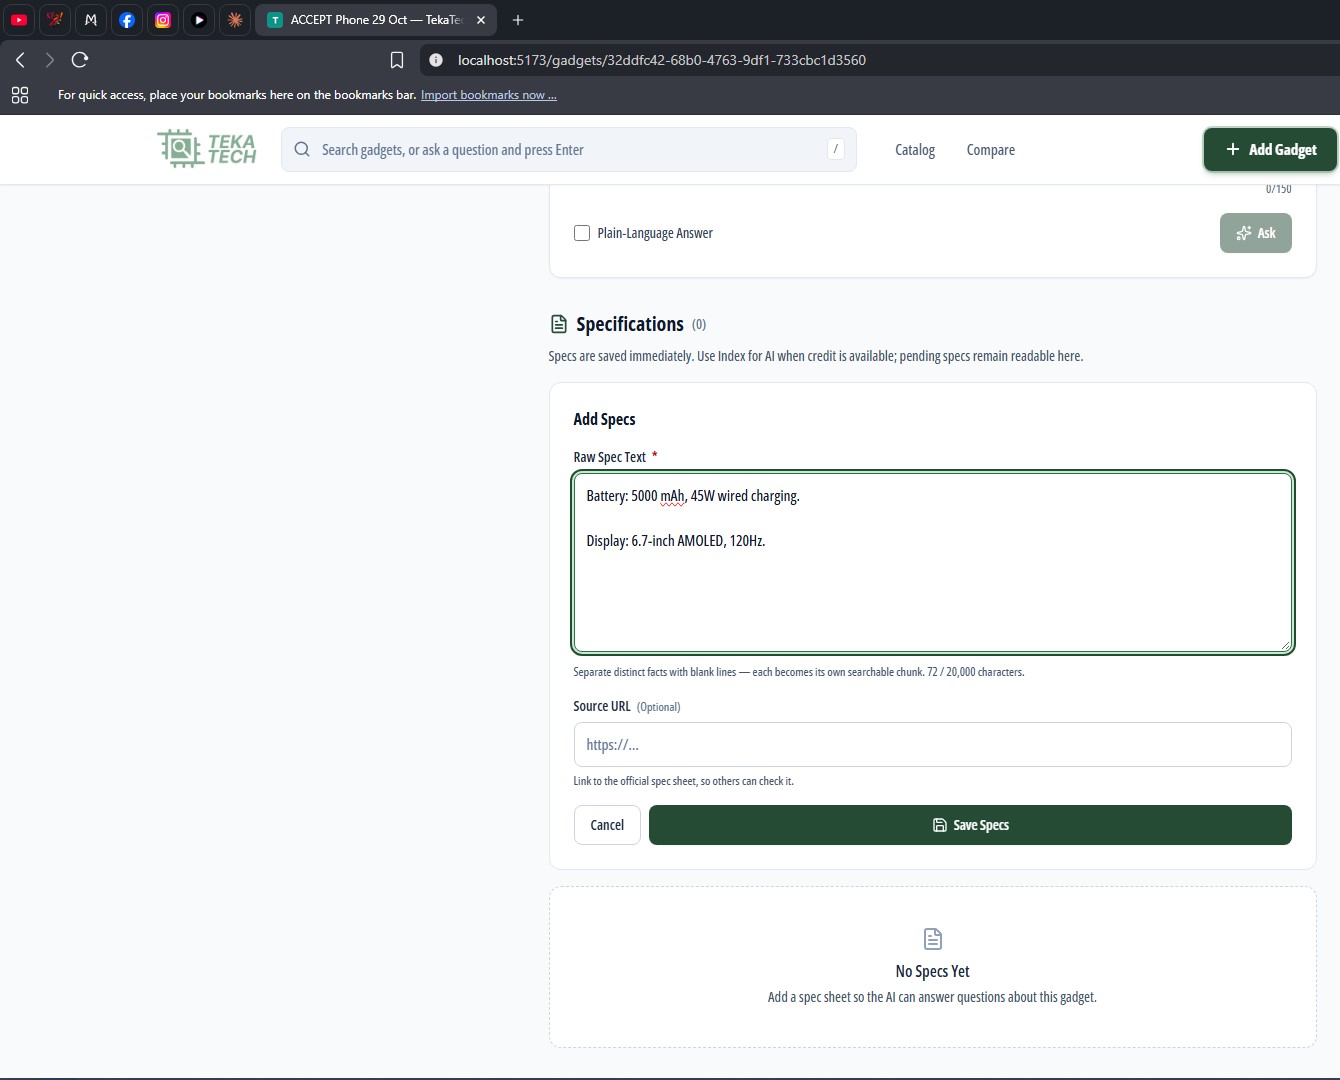 ACCEPT Phone 29 Oct — TekaTec
localhost:5173/gadgets/32ddfc42-68b0-4763-9df1-733cbc1d3560
For quick access, place your bookmarks here on the bookmarks bar. Import bookmarks now ...
TEKA
TECH
Search gadgets, or ask a question and press Enter
/
Catalog
Compare
Add Gadget
0/150
Plain-Language Answer
Ask
Specifications (0)
Specs are saved immediately. Use Index for AI when credit is available; pending specs remain readable here.
Add Specs
Raw Spec Text *
Battery: 5000 mAh, 45W wired charging.
Display: 6.7-inch AMOLED, 120Hz.
Separate distinct facts with blank lines — each becomes its own searchable chunk. 72 / 20,000 characters.
Source URL (Optional)
https://...
Link to the official spec sheet, so others can check it.
Cancel
Save Specs
No Specs Yet
Add a spec sheet so the AI can answer questions about this gadget.